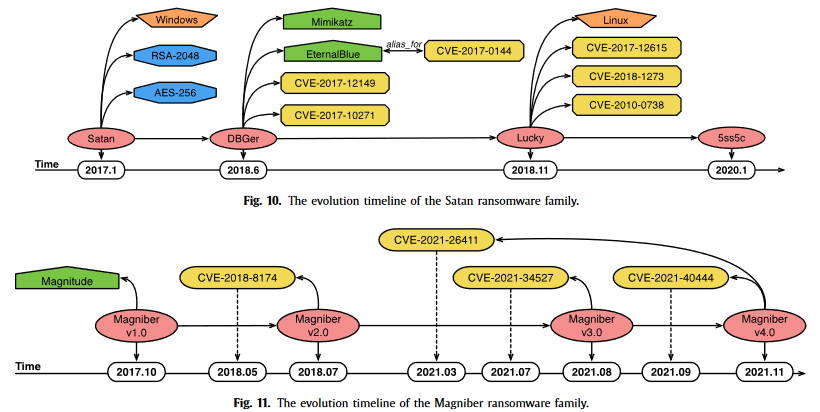 Windows
RSA-2048
AES-256
Mimikatz
EternalBlue
alias_for
CVE-2017-0144
CVE-2017-12149
CVE-2017-10271
Linux
CVE-2017-12615
CVE-2018-1273
CVE-2010-0738
Satan
DBGer
Lucky
5ss5c
Time
2017.1
2018.6
2018.11
2020.1
Fig. 10. The evolution timeline of the Satan ransomware family.
CVE-2021-26411
Magnitude
CVE-2018-8174
CVE-2021-34527
CVE-2021-40444
Magniber
v1.0
Magniber
v2.0
Magniber
v3.0
Magniber
v4.0
Time
2017.10
2018.05
2018.07
2021.03
2021.07
2021.08
2021.09
2021.11
Fig. 11. The evolution timeline of the Magniber ransomware family.